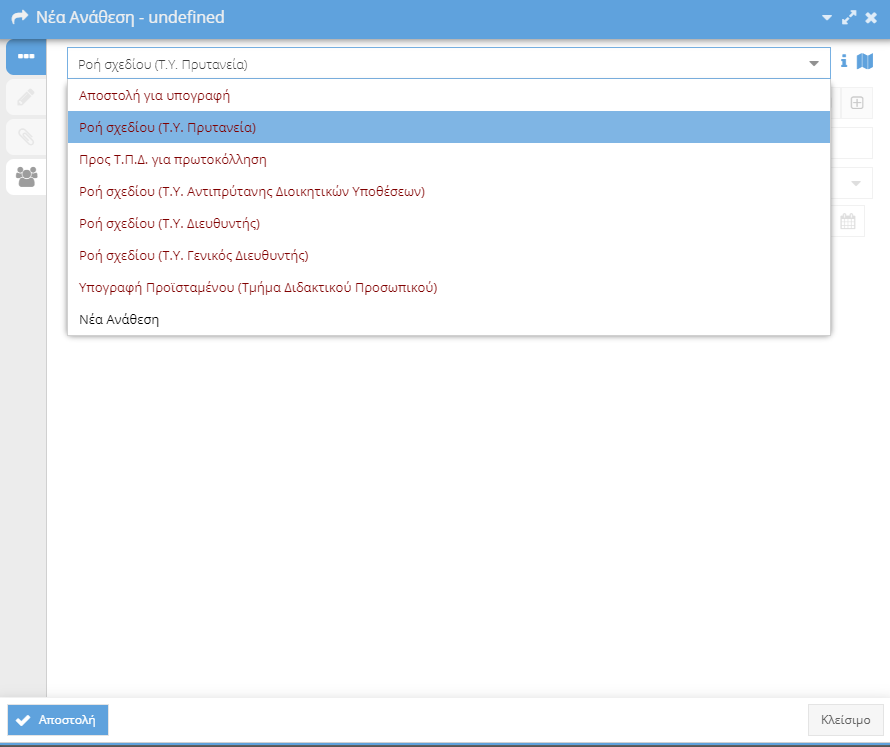 Νέα Ανάθεση - undefined
Ροή σχεδίου (Τ.Υ. Πρυτανεία)
Αποστολή για υπογραφή
Ροή σχεδίου (Τ.Υ. Πρυτανεία)
Προς Τ.Π.Δ. για πρωτοκόλληση
Ροή σχεδίου (Τ.Υ. Αντιπρύτανης Διοικητικών Υποθέσεων)
Ροή σχεδίου (Τ.Υ. Διευθυντής)
Ροή σχεδίου (Τ.Υ. Γενικός Διευθυντής)
Υπογραφή Προϊσταμένου (Τμήμα Διδακτικού Προσωπικού)
Νέα Ανάθεση
Αποστολή
Κλείσιμο